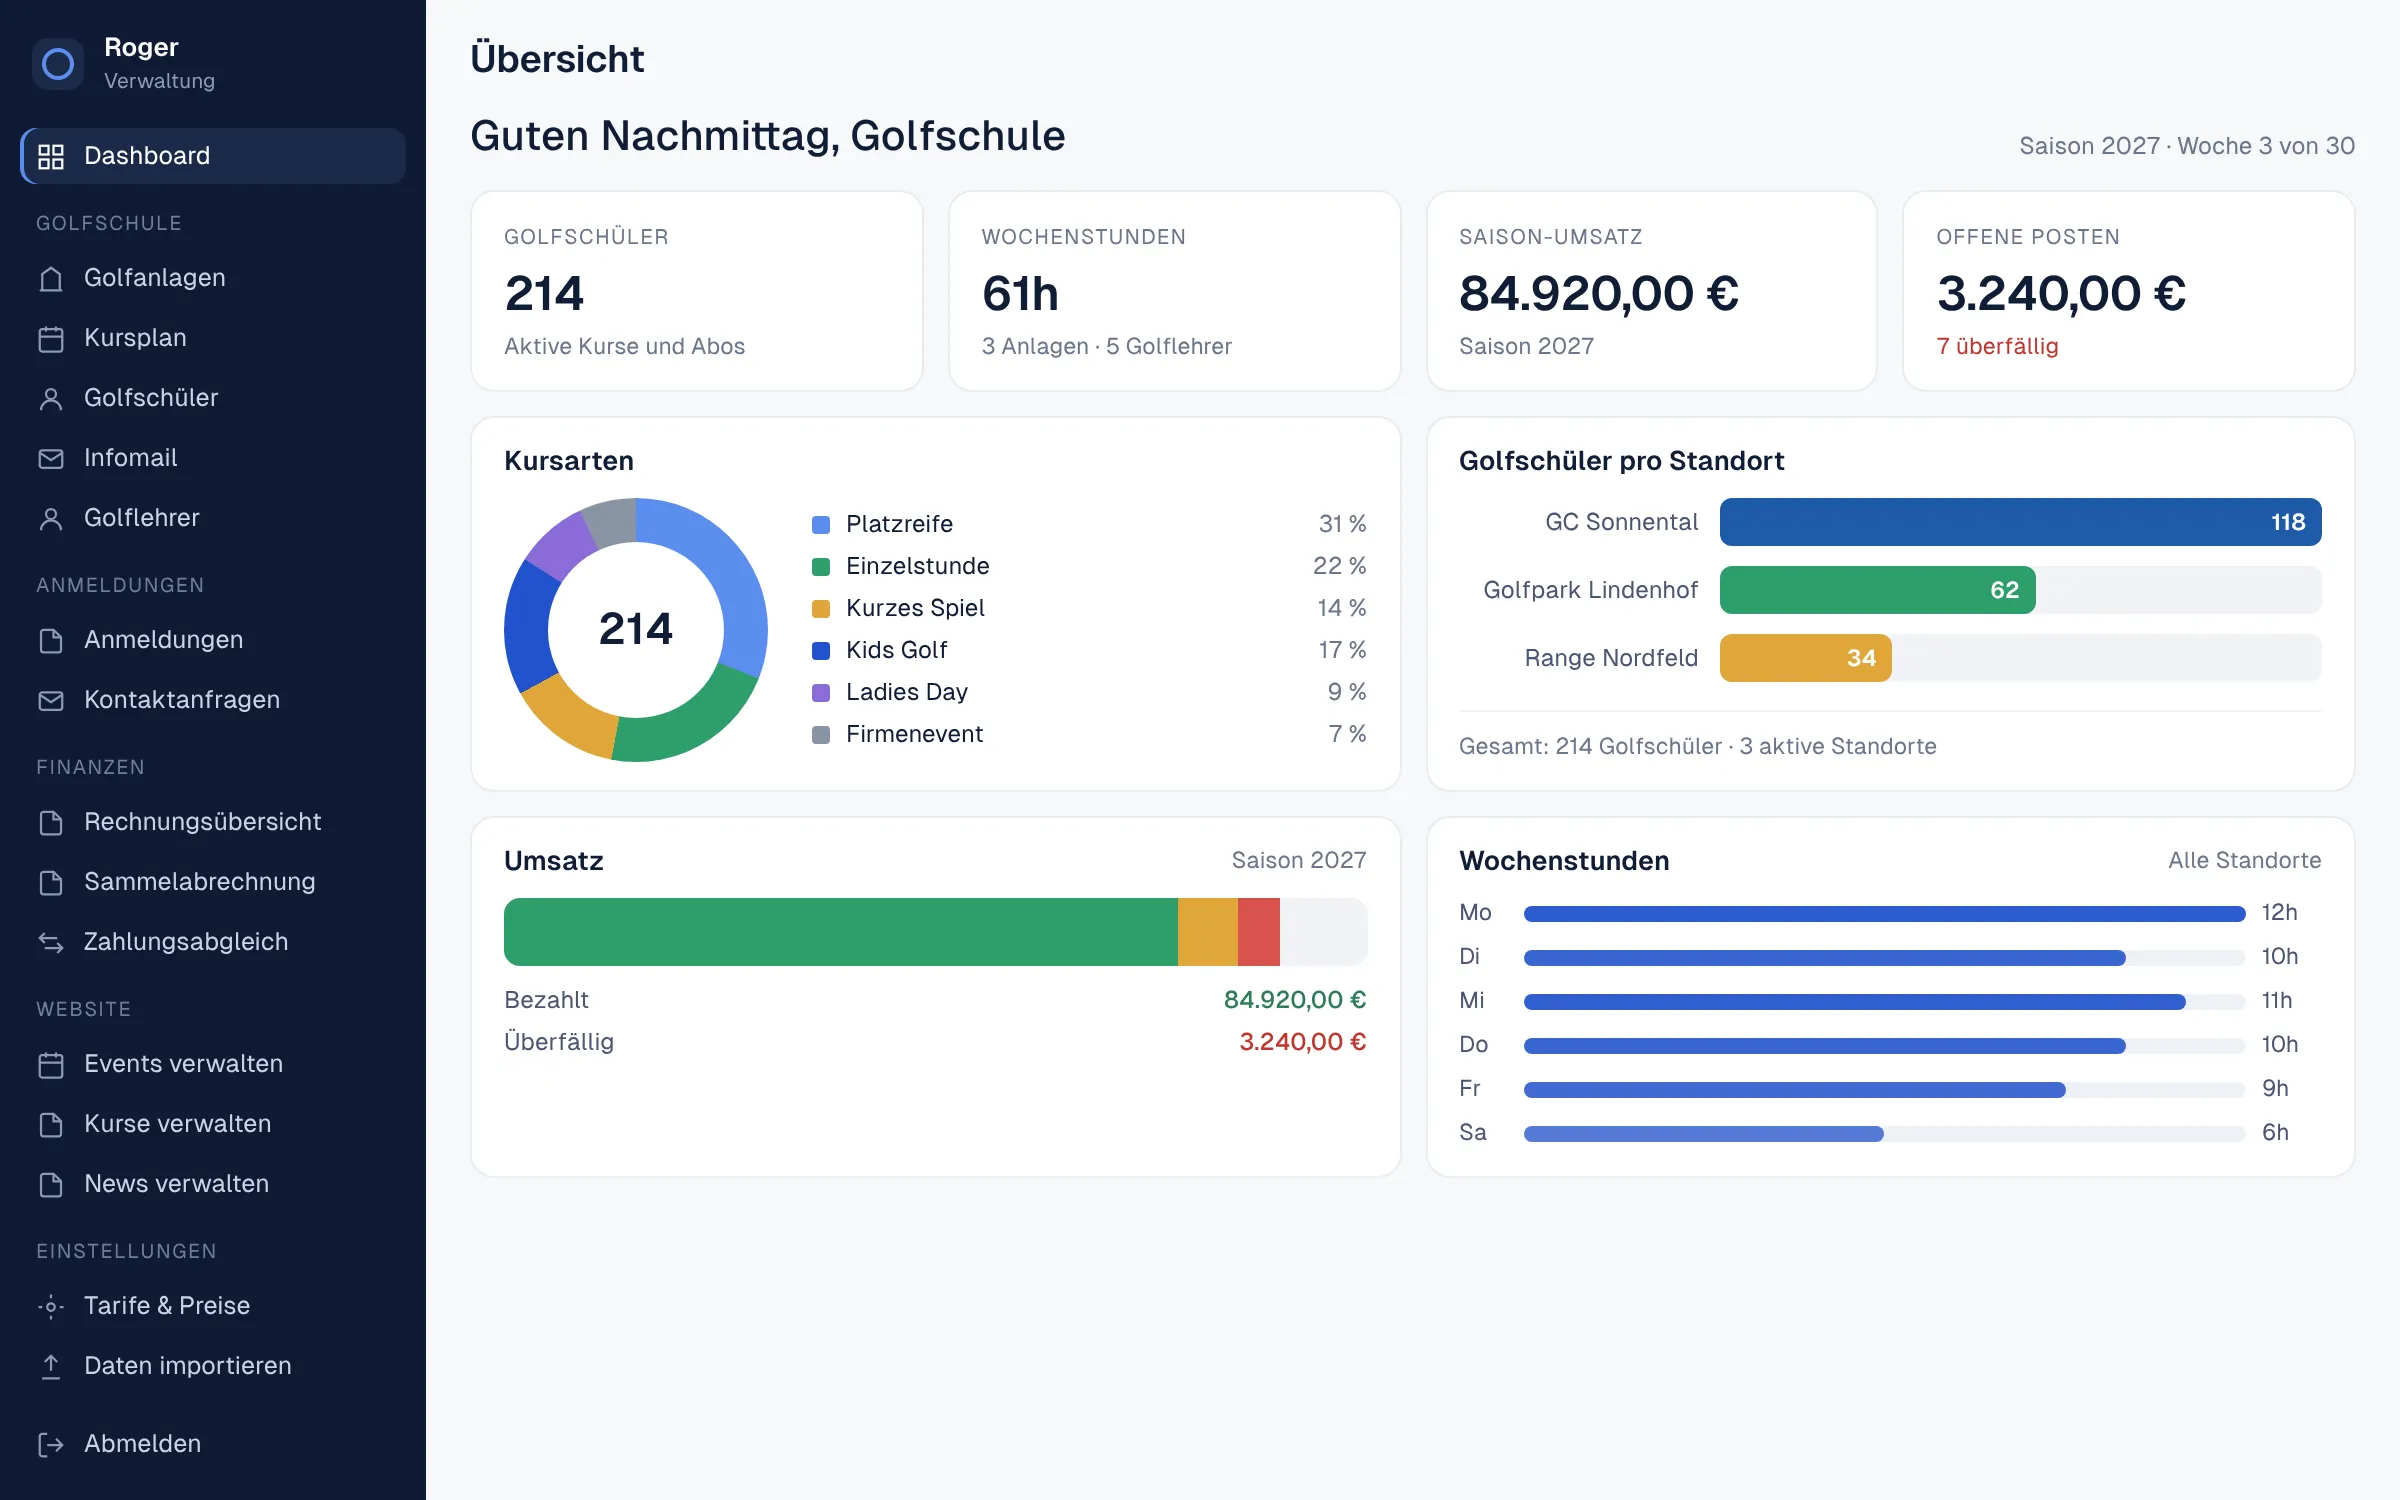 Roger
Verwaltung
Dashboard
GOLFSCHULE
Golfanlagen
Kursplan
Golfschüler
Infomail
Golflehrer
ANMELDUNGEN
Anmeldungen
Kontaktanfragen
FINANZEN
Rechnungsübersicht
Sammelabrechnung
Zahlungsabgleich
WEBSITE
Events verwalten
Kurse verwalten
News verwalten
EINSTELLUNGEN
Tarife & Preise
Daten importieren
Abmelden
Übersicht
Guten Nachmittag, Golfschule
Saison 2027 · Woche 3 von 30
GOLFSCHÜLER
214
Aktive Kurse und Abos
WOCHENSTUNDEN
61h
3 Anlagen · 5 Golflehrer
SAISON-UMSATZ
84.920,00 €
Saison 2027
OFFENE POSTEN
3.240,00 €
7 überfällig
Kursarten
214
Platzreife 31 %
Einzelstunde 22 %
Kurzes Spiel 14 %
Kids Golf 17 %
Ladies Day 9 %
Firmenevent 7 %
Golfschüler pro Standort
GC Sonnental 118
Golfpark Lindenhof 62
Range Nordfeld 34
Gesamt: 214 Golfschüler · 3 aktive Standorte
Umsatz Saison 2027
Bezahlt 84.920,00 €
Überfällig 3.240,00 €
Wochenstunden Alle Standorte
Mo 12h
Di 10h
Mi 11h
Do 10h
Fr 9h
Sa 6h